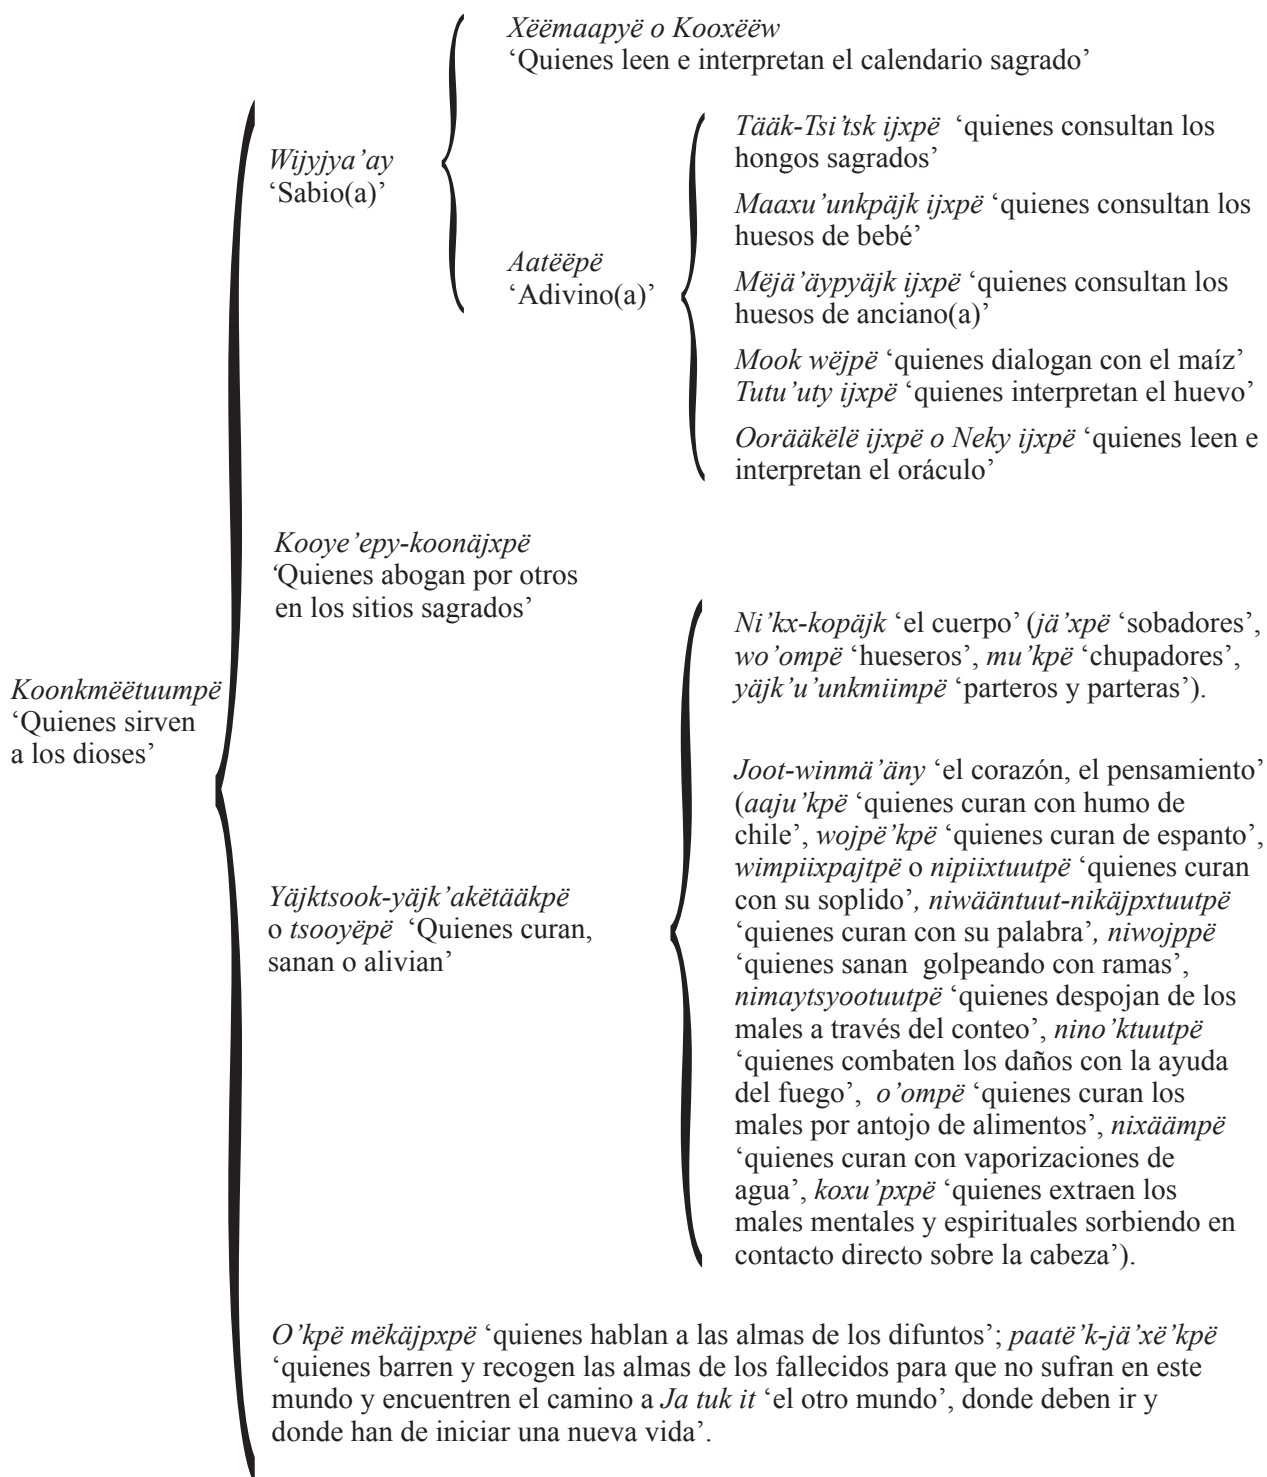 Xëëmaapyë o Kooxëëw
‘Quienes leen e interpretan el calendario sagrado’
Wijyjya’ay
‘Sabio(a)’
Tääk-Tsi’tsk ijxpë ‘quienes consultan los
hongos sagrados’
Maaxu’unkpäjk ijxpë ‘quienes consultan los
huesos de bebé’
Aatëëpë
‘Adivino(a)’
Mëjä’äypyäjk ijxpë ‘quienes consultan los
huesos de anciano(a)’
Mook wëjpë ‘quienes dialogan con el maíz’
Tutu’uty ijxpë ‘quienes interpretan el huevo’
Oorääkëlë ijxpë o Neky ijxpë ‘quienes leen e
interpretan el oráculo’
Kooye’epy-koonäjxpë
‘Quienes abogan por otros
en los sitios sagrados’
Koonkmëëtuumpë
‘Quienes sirven
a los dioses’
Ni’kx-kopäjk ‘el cuerpo’ (jä’xpë ‘sobadores’,
wo’ompë ‘hueseros’, mu’kpë ‘chupadores’,
yäjk’u’unkmiimpë ‘parteros y parteras’).
Yäjktsook-yäjk’akëtääkpë
o tsooyëpë ‘Quienes curan,
sanan o alivian’
Joot-winmä’äny ‘el corazón, el pensamiento’
(aaju’kpë ‘quienes curan con humo de
chile’, wojpë’kpë ‘quienes curan de espanto’,
wimpiixpajtpë o nipiixtuutpë ‘quienes curan
con su soplido’, niwääntuut-nikäjpxtuutpë
‘quienes curan con su palabra’, niwojppë
‘quienes sanan golpeando con ramas’,
nimaytsyootuutpë ‘quienes despojan de los
males a través del conteo’, nino’ktuutpë
‘quienes combaten los daños con la ayuda
del fuego’, o’ompë ‘quienes curan los
males por antojo de alimentos’, nixäämpë
‘quienes curan con vaporizaciones de
agua’, koxu’pxpë ‘quienes extraen los
males mentales y espirituales sorbiendo en
contacto directo sobre la cabeza’).
O’kpë mëkäjpxpë ‘quienes hablan a las almas de los difuntos’; paatë’k-jä’xë’kpë
‘quienes barren y recogen las almas de los fallecidos para que no sufran en este
mundo y encuentren el camino a Ja tuk it ‘el otro mundo’, donde deben ir y
donde han de iniciar una nueva vida’.